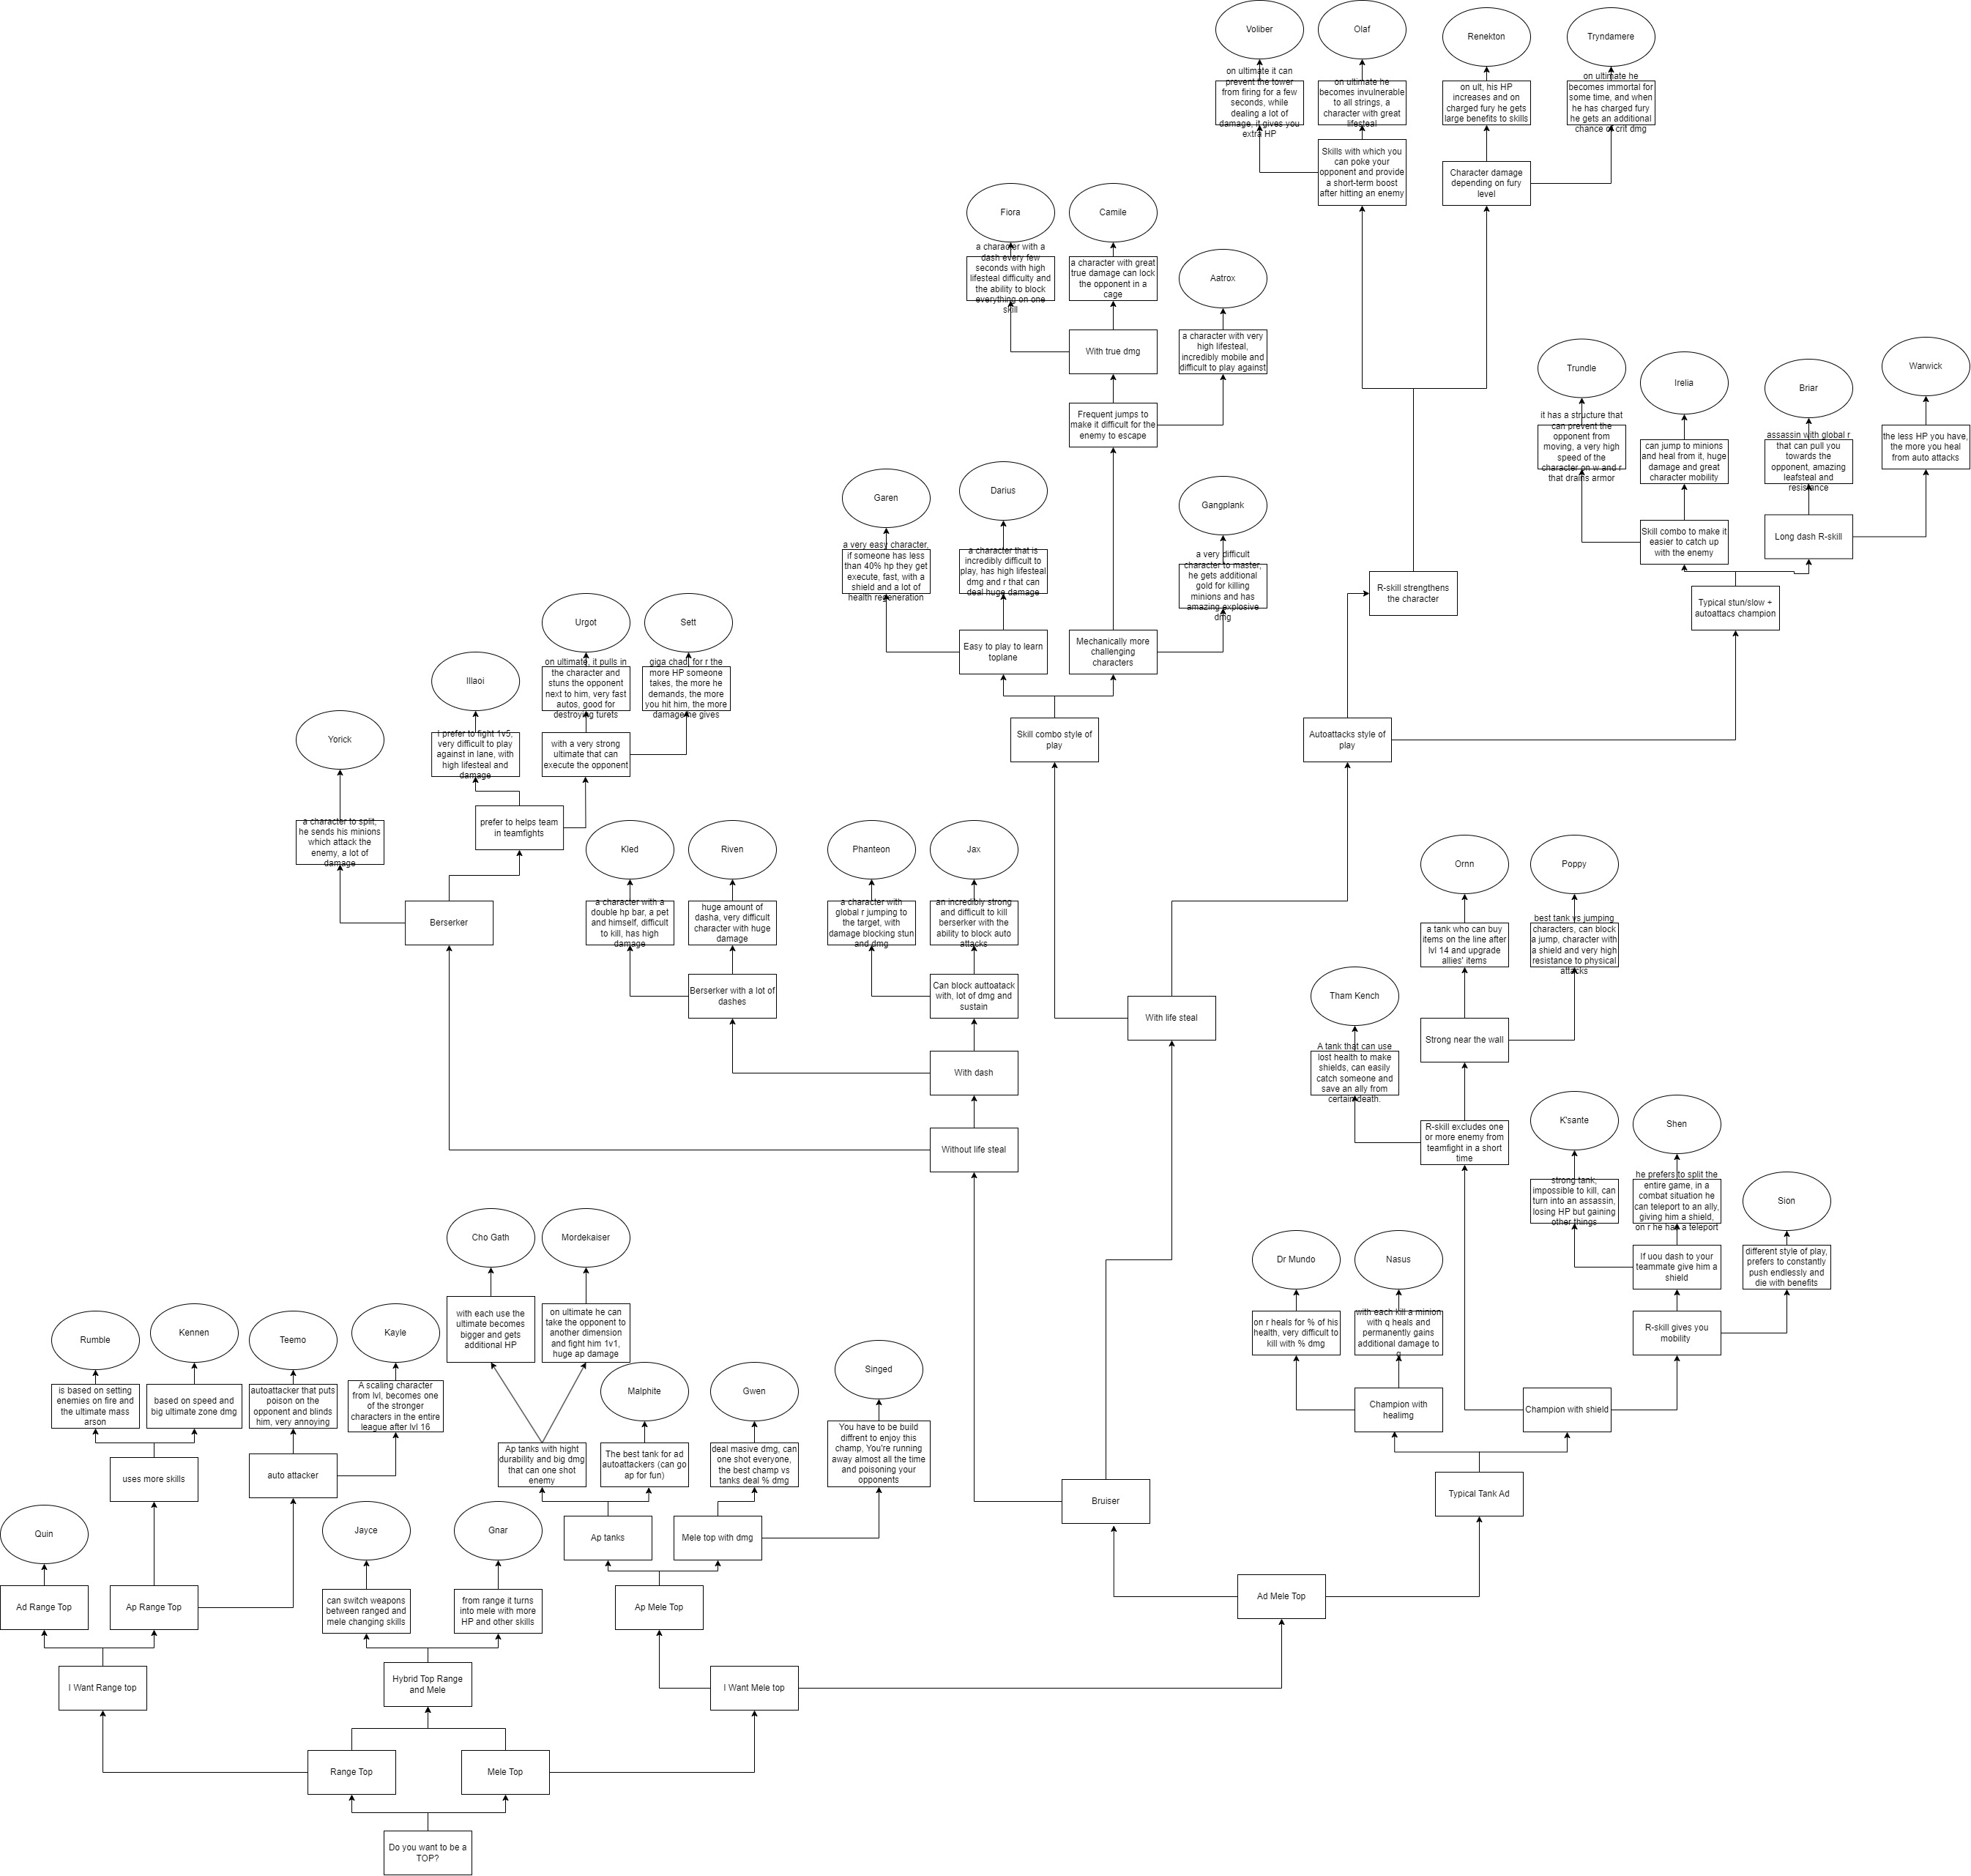 Voliber
Olaf
Renekton
Tryndamere
on ultimate it can
prevent the tower
from firing for a few
seconds, while
dealing a lot of
damage, it gives you
extra HP
on ultimate he
becomes invulnerable
to all strings, a
character with great
lifesteal
on ult, his HP
increases and on
charged fury he gets
large benefits to skills
on ultimate he
becomes immortal for
some time, and when
he has charged fury
he gets an additional
chance of crit dmg
Skills with which you
can poke your
opponent and provide
a short-term boost
after hitting an enemy
Character damage
depending on fury
level
Fiora
Camile
Aatrox
a character with a
dash every few
seconds with high
lifesteal difficulty and
the ability to block
everything on one
skill
a character with great
true damage can lock
the opponent in a
cage
With true dmg
a character with very
high lifesteal,
incredibly mobile and
difficult to play against
Frequent jumps to
make it difficult for the
enemy to escape
Trundle
Irelia
Briar
Warwick
it has a structure that
can prevent the
opponent from
moving, a very high
speed of the
character on w and r
that drains armor
can jump to minions
and heal from it, huge
damage and great
character mobility
assassin with global r
that can pull you
towards the
opponent, amazing
leafsteal and
resistance
the less HP you have,
the more you heal
from auto attacks
Skill combo to make it
easier to catch up
with the enemy
Long dash R-skill
Garen
Darius
Gangplank
a very easy character,
if someone has less
than 40% hp they get
execute, fast, with a
shield and a lot of
health regeneration
a character that is
incredibly difficult to
play, has high lifesteal
dmg and r that can
deal huge damage
a very difficult
character to master,
he gets additional
gold for killing
minions and has
amazing explosive
dmg
R-skill strengthens
the character
Typical stun/slow +
autoattacs champion
Easy to play to learn
toplane
Mechanically more
challenging
characters
Urgot
Sett
Illaoi
Yorick
on ultimate, it pulls in
the character and
stuns the opponent
next to him, very fast
autos, good for
destroying turets
giga chad, for r the
more HP someone
takes, the more he
demands, the more
you hit him, the more
damage he gives
i prefer to fight 1v5,
very difficult to play
against in lane, with
high lifesteal and
damage
with a very strong
ultimate that can
execute the opponent
Skill combo style of
play
Autoattacks style of
play
a character to split,
he sends his minions
which attack the
enemy, a lot of
damage
prefer to helps team
in teamfights
Kled
Riven
Phanteon
Jax
Ornn
Poppy
Berserker
a character with a
double hp bar, a pet
and himself, difficult
to kill, has high
damage
huge amount of
dasha, very difficult
character with huge
damage
a character with
global r jumping to
the target, with
damage blocking
stun and dmg
an incredibly strong
and difficult to kill
berserker with the
ability to block auto
attacks
a tank who can buy
items on the line after
lvl 14 and upgrade
allies' items
best tank vs jumping
characters, can block
a jump, character with
a shield and very high
resistance to physical
attacks
Berserker with a lot of
dashes
Can block auttoatack
with, lot of dmg and
sustain
Tham Kench
With life steal
Strong near the wall
With dash
A tank that can use
lost health to make
shields, can easily
catch someone and
save an ally from
certain death.
Without life steal
R-skill excludes one
or more enemy from
teamfight in a short
time
K'sante
Shen
Sion
strong tank,
impossible to kill, can
turn into an assassin,
losing HP but gaining
other things
he prefers to split the
entire game, in a
combat situation he
can teleport to an ally,
giving him a shield,
on r he has a teleport
Cho Gath
Mordekaiser
Dr Mundo
Nasus
If uou dash to your
teammate give him a
shield
different style of play,
prefers to constantly
push endlessly and
die with benefits
with each use the
ultimate becomes
bigger and gets
additional HP
on ultimate he can
take the opponent to
another dimension
and fight him 1v1,
huge ap damage
on r heals for % of his
health, very difficult to
kill with % dmg
with each kill a minion
with q heals and
permanently gains
additional damage to
q
R-skill gives you
mobility
Rumble
Kennen
Teemo
Kayle
Malphite
Gwen
Singed
is based on setting
enemies on fire and
the ultimate mass
arson
based on speed and
big ultimate zone dmg
autoattacker that puts
poison on the
opponent and blinds
him, very annoying
A scaling character
from lvl, becomes one
of the stronger
characters in the entire
league after lvl 16
Champion with
healimg
Champion with shield
Ap tanks with hight
durability and big dmg
that can one shot
enemy
The best tank for ad
autoattackers (can go
ap for fun)
deal masive dmg, can
one shot everyone,
the best champ vs
tanks deal % dmg
You have to be build
diffrent to enjoy this
champ, You're running
away almost all the time
and poisoning your
opponents
uses more skills
auto attacker
Bruiser
Typical Tank Ad
Quin
Jayce
Gnar
Ap tanks
Mele top with dmg
Ad Range Top
Ap Range Top
can switch weapons
between ranged and
mele changing skills
from range it turns
into mele with more
HP and other skills
Ap Mele Top
Ad Mele Top
I Want Range top
Hybrid Top Range
and Mele
I Want Mele top
Range Top
Mele Top
Do you want to be a
TOP?